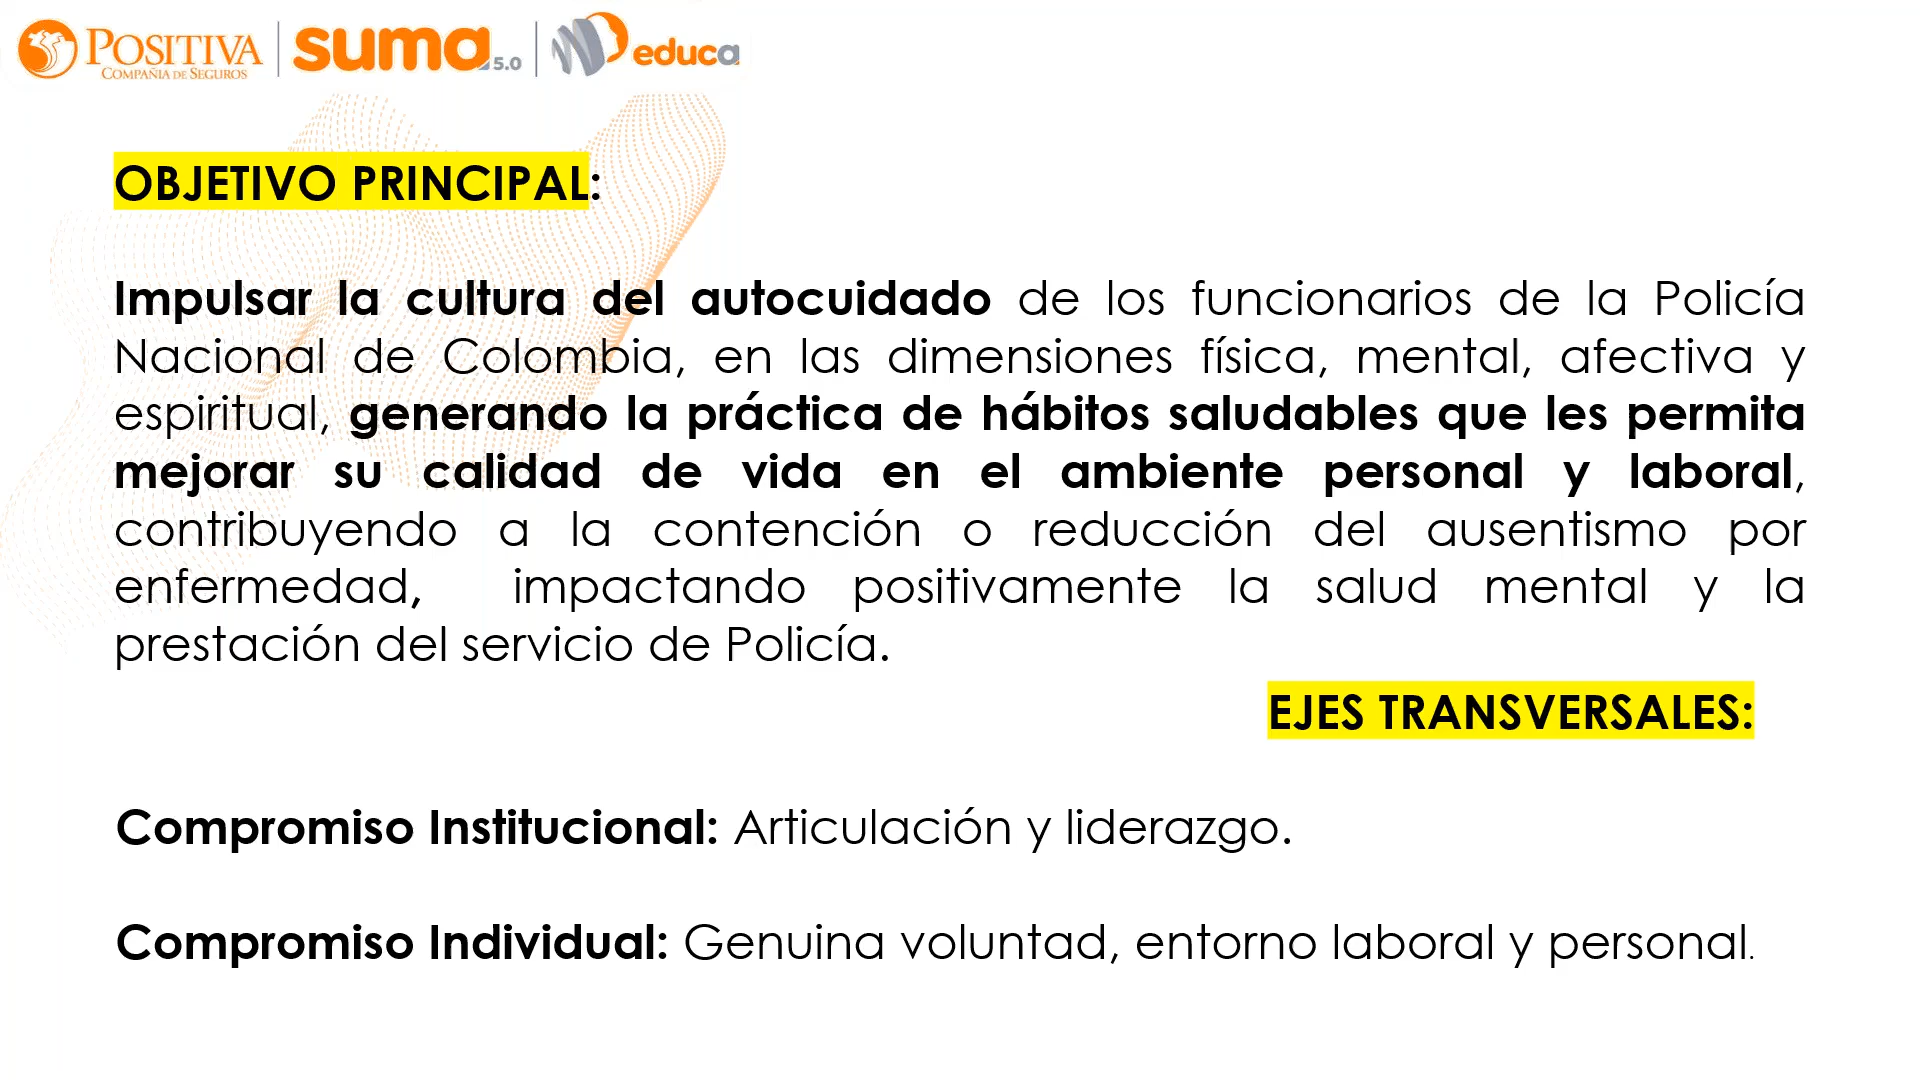 POSITIVA
COMPAÑIA DE SEGUROS
suma 5.0
educa
OBJETIVO PRINCIPAL:
Impulsar la cultura del autocuidado de los funcionarios de la Policía
Nacional de Colombia, en las dimensiones física, mental, afectiva y
espiritual, generando la práctica de hábitos saludables que les permita
mejorar su calidad de vida en el ambiente personal y laboral,
contribuyendo a la contención o reducción del ausentismo por
enfermedad, impactando positivamente la salud mental y la
prestación del servicio de Policía.
EJES TRANSVERSALES:
Compromiso Institucional: Articulación y liderazgo.
Compromiso Individual: Genuina voluntad, entorno laboral y personal.